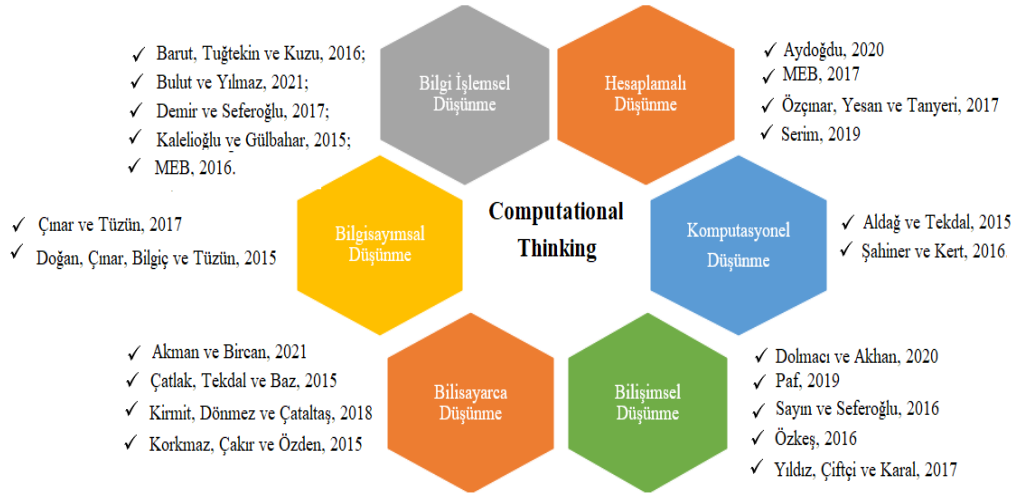 Barut, Tuğtekin ve Kuzu, 2016;
Bulut ve Yılmaz, 2021;
Demir ve Seferoğlu, 2017;
Kalelioğlu ve Gülbahar, 2015;
MEB, 2016.
Bilgi İşlemsel
Düşünme
Hesaplamalı
Düşünme
Aydoğdu, 2020
MEB, 2017
Özçınar, Yesan ve Tanyeri, 2017
Serim, 2019
Çınar ve Tüzün, 2017
Doğan, Çınar, Bilgiç ve Tüzün, 2015
Bilgisayımsal
Düşünme
Computational
Thinking
Komputasyonel
Düşünme
Aldağ ve Tekdal, 2015
Şahiner ve Kert, 2016
Akman ve Bircan, 2021
Çatlak, Tekdal ve Baz, 2015
Kirmit, Dönmez ve Çataltaş, 2018
Korkmaz, Çakır ve Özden, 2015
Bilisayarca
Düşünme
Bilişimsel
Düşünme
Dolmacı ve Akhan, 2020
Paf, 2019
Sayın ve Seferoğlu, 2016
Özkeş, 2016
Yıldız, Çiftçi ve Karal, 2017